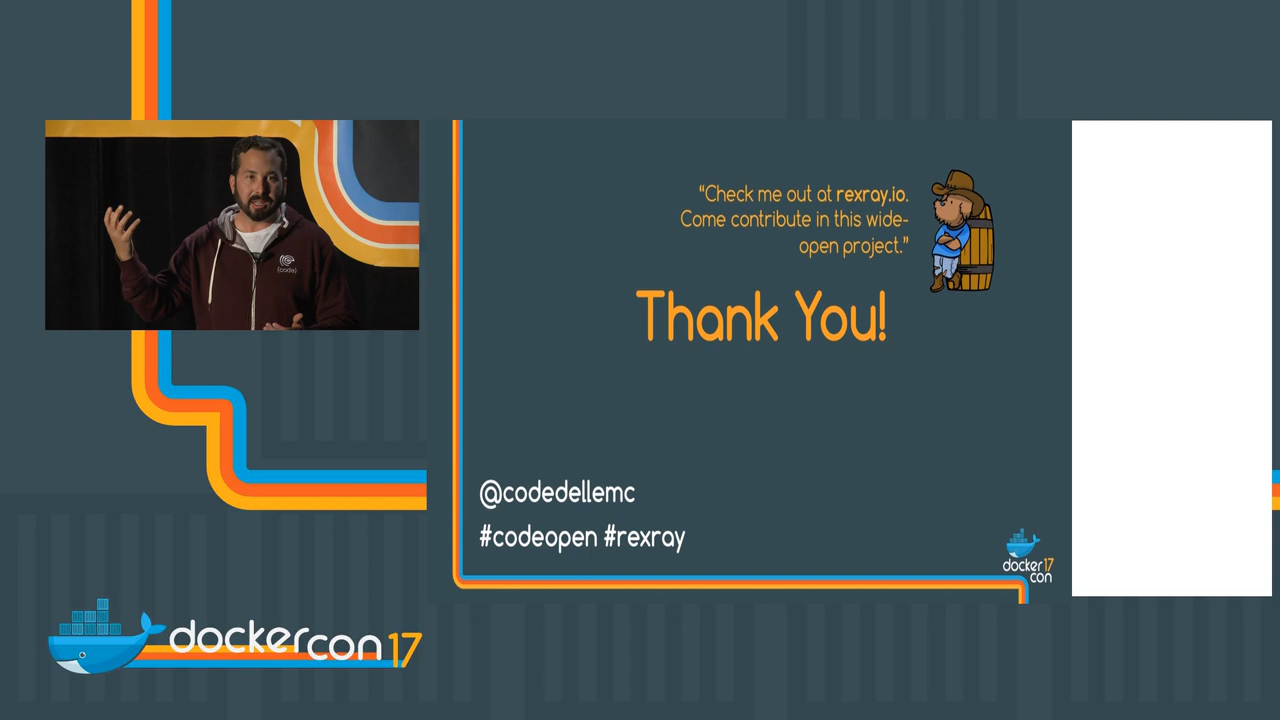 {code}
"Check me out at rexray.io.
Come contribute in this wide-
open project."
Thank You!
@codedellemc
#codeopen #rexray
docker 17
con
dockercon 17